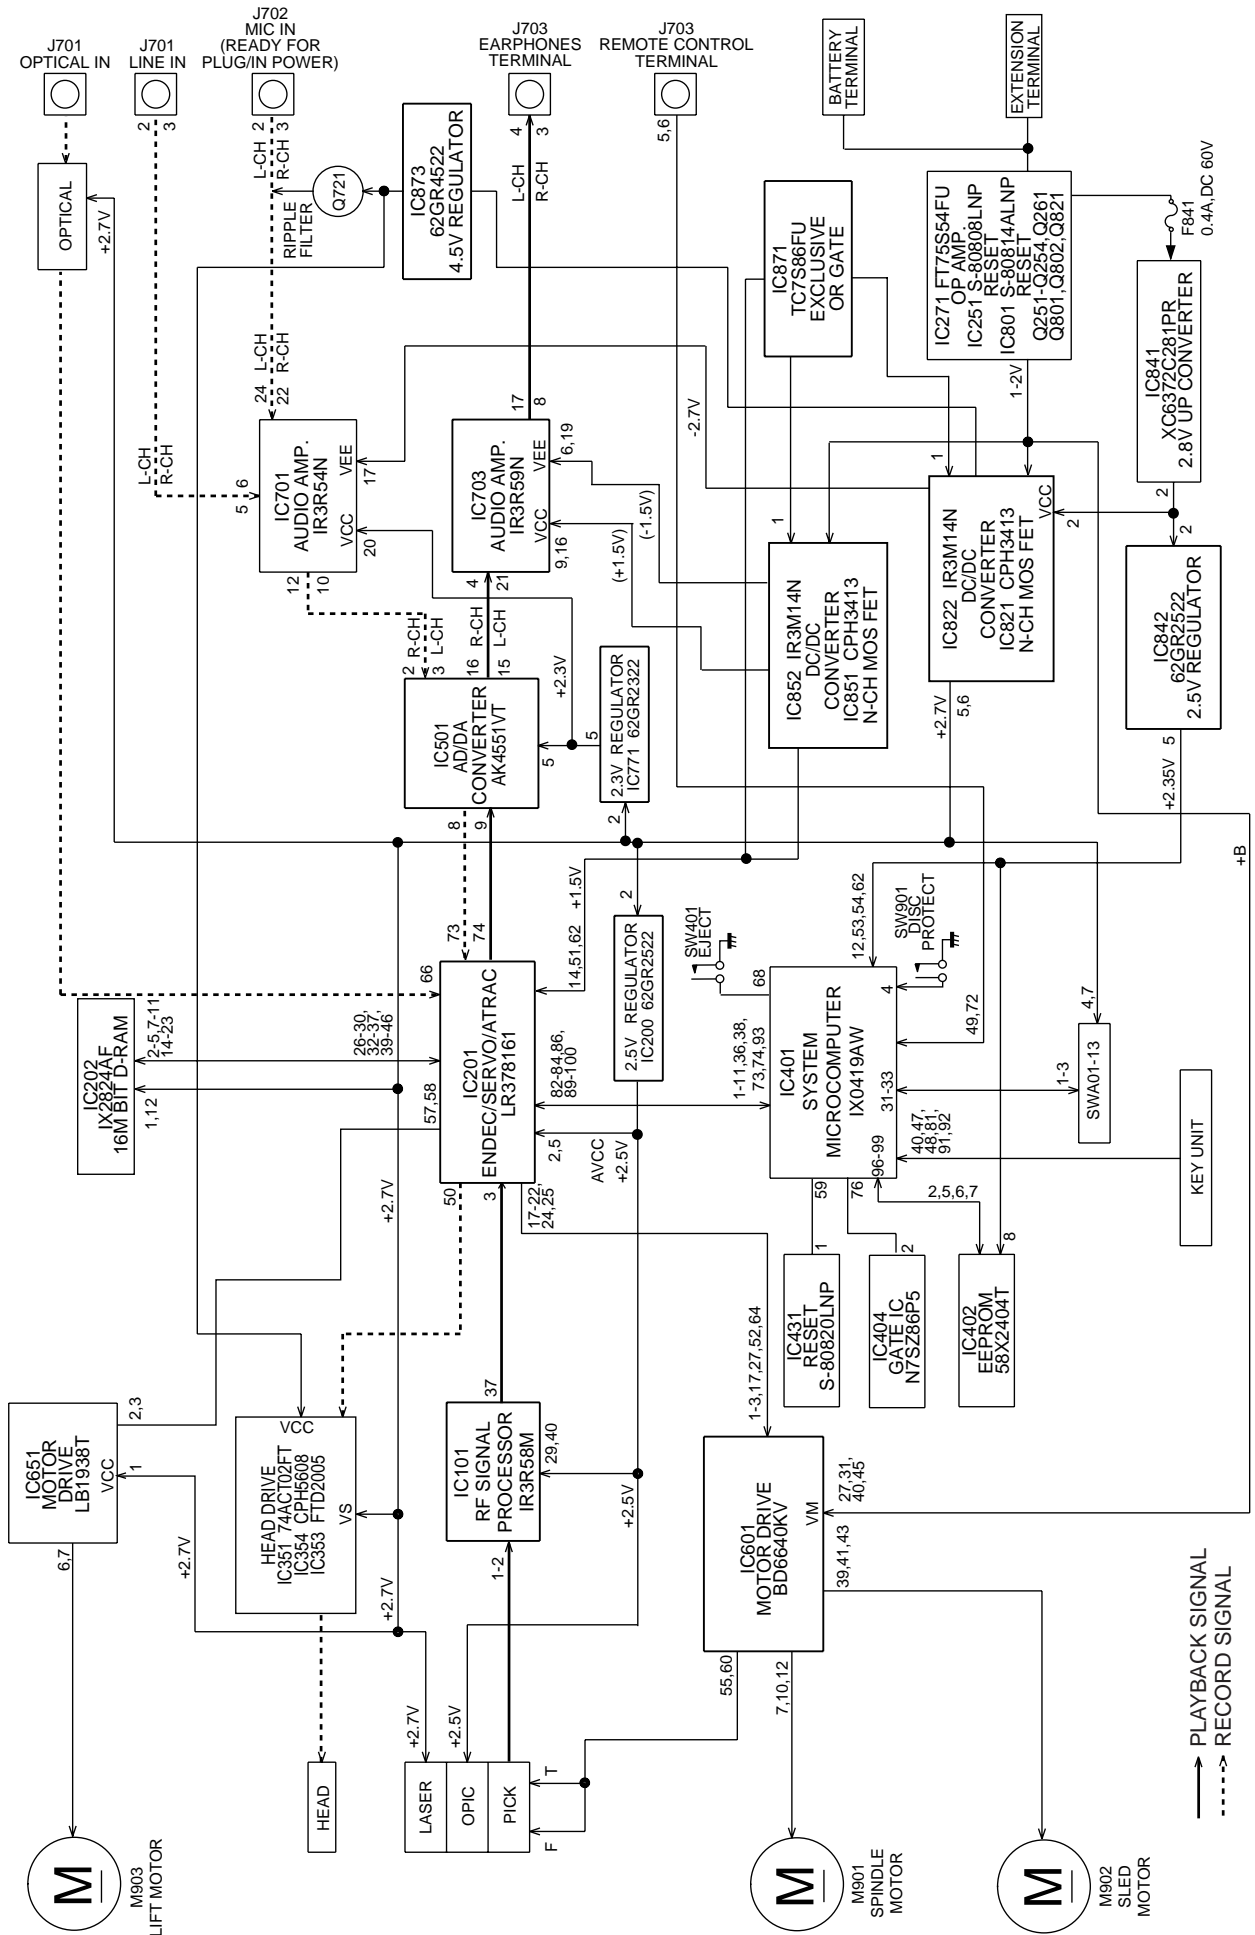 J701
OPTICAL IN
J701
LINE IN
J702
MIC IN
(READY FOR
PLUG/IN POWER)
J703
EARPHONES
TERMINAL
J703
REMOTE CONTROL
TERMINAL
BATTERY
TERMINAL
EXTENSION
TERMINAL
OPTICAL
+2.7V
2
3
L-CH
R-CH
2
3
L-CH
R-CH
RIPPLE
FILTER
Q721
IC873
62GR4522
4.5V REGULATOR
4
3
L-CH
R-CH
5,6
IC871
TC7S86FU
EXCLUSIVE
OR GATE
IC271 FT75S54FU
OP AMP.
IC251 S-80808LNP
RESET
IC801 S-80814ALNP
RESET
Q251-Q254,Q261
Q801,Q802,Q821
F841
0.4A,DC 60V
IC841
XC6372C281PR
2.8V UP CONVERTER
24
22
L-CH
R-CH
5
6
IC701
AUDIO AMP.
IR3R54N
VCC
VEE
17
20
12
10
17
8
IC703
AUDIO AMP.
IR3R59N
VCC
VEE
6,19
9,16
4
21
(+1.5V)
(-1.5V)
-2.7V
1-2V
1
1
IC852 IR3M14N
DC/DC
CONVERTER
IC851 CPH3413
N-CH MOS FET
IC822 IR3M14N
DC/DC
CONVERTER
IC821 CPH3413
N-CH MOS FET
VCC
2
2
2
IC842
62GR2522
2.5V REGULATOR
5
+2.35V
+2.7V
5,6
2
3
R-CH
L-CH
16
15
R-CH
L-CH
+2.3V
IC501
AD/DA
CONVERTER
AK4551VT
5
8
9
5
2.3V REGULATOR
IC771 62GR2322
2
+B
IC202
IX2824AF
16M BIT D-RAM
2-5,7-11
14-23
1,12
66
73
74
26-30,
32-37,
39-46
57,58
IC201
ENDEC/SERVO/ATRAC
LR378161
14,51,62
+1.5V
82-84,86,
89-100
2,5
AVCC
+2.5V
50
3
17-22,
24,25
2
2.5V REGULATOR
IC200 62GR2522
SW401
EJECT
68
12,53,54,62
SW901
DISC
PROTECT
4
49,72
4,7
1-11,36,38,
73,74,93
IC401
SYSTEM
MICROCOMPUTER
IX0419AW
31-33
1-3
SWA01-13
40,47,
48,81,
91,92
96-99
59
76
KEY UNIT
2,5,6,7
8
1
IC431
RESET
S-80820LNP
2
IC404
GATE IC
N7SZ86P5
IC402
EEPROM
58X2404T
+2.7V
1-3,17,27,52,64
IC651
MOTOR
DRIVE
LB1938T
VCC
2,3
1
6,7
+2.7V
HEAD DRIVE
IC351 74ACT02FT
IC354 CPH5608
IC353 FTD2005
VCC
VS
+2.7V
37
IC101
RF SIGNAL
PROCESSOR
IR3R58M
29,40
1-2
+2.5V
IC601
MOTOR DRIVE
BD6640KV
VM
27,31,
40,45
39,41,43
55,60
7,10,12
HEAD
+2.7V
+2.5V
LASER
OPIC
PICK
T
F
M
M903
LIFT MOTOR
M
M901
SPINDLE
MOTOR
M
M902
SLED
MOTOR
PLAYBACK SIGNAL
RECORD SIGNAL